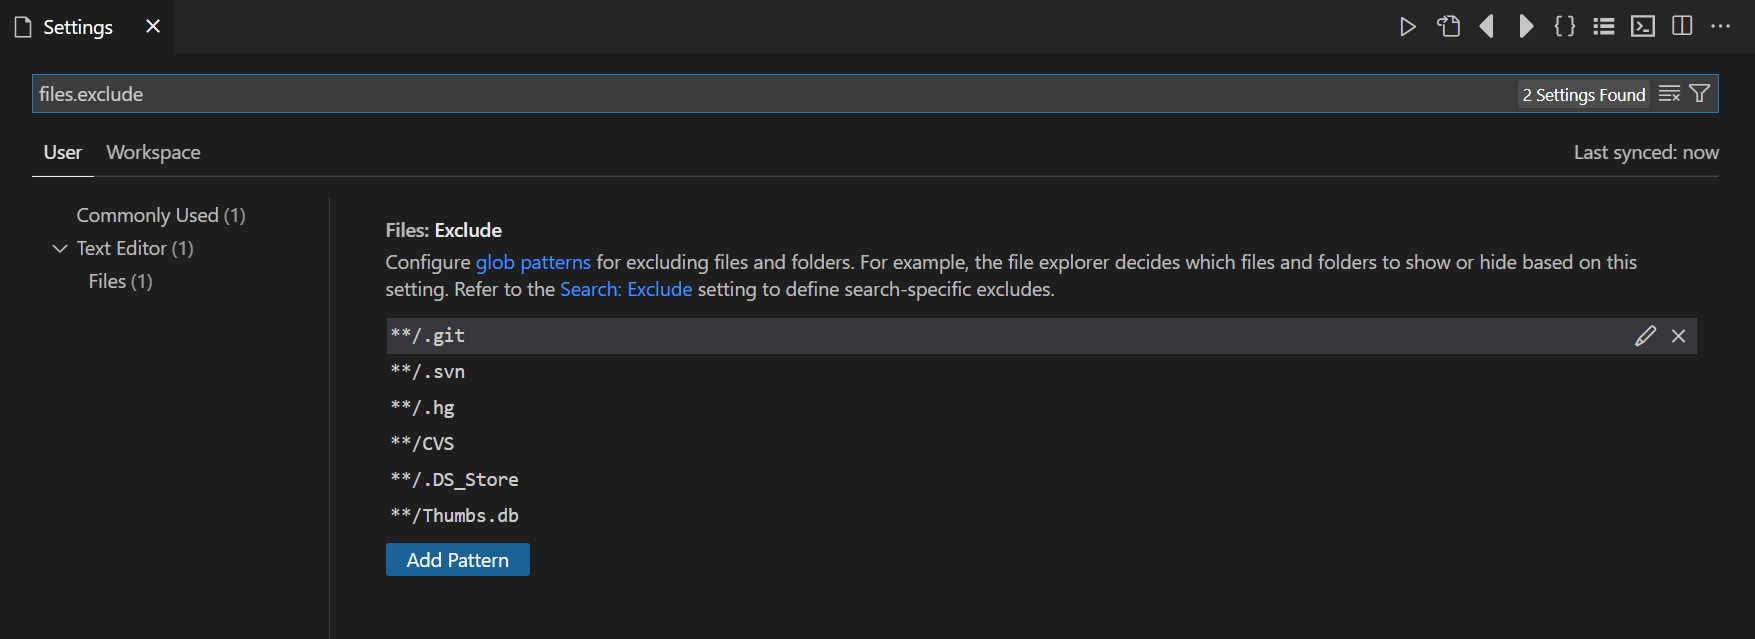 Settings
files.exclude
2 Settings Found
User Workspace
Last synced: now
Commonly Used (1)
Text Editor (1)
Files (1)
Files: Exclude
Configure glob patterns for excluding files and folders. For example, the file explorer decides which files and folders to show or hide based on this
setting. Refer to the Search: Exclude setting to define search-specific excludes.
**/.git
**/.svn
**/.hg
**/CVS
**/.DS_Store
**/Thumbs.db
Add Pattern